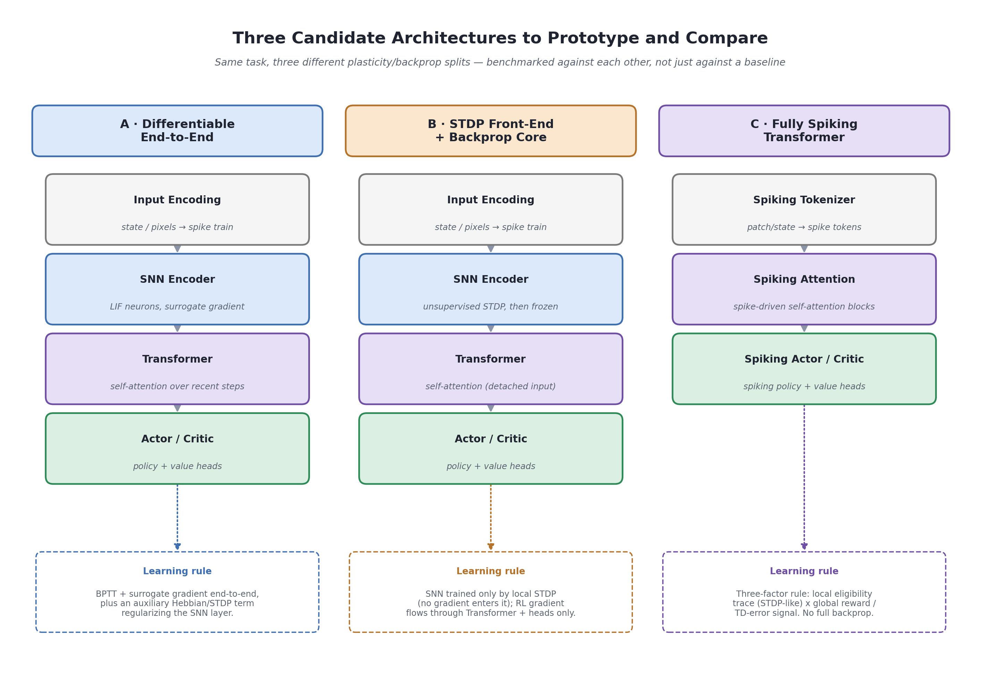 Three Candidate Architectures to Prototype and Compare
Same task, three different plasticity/backprop splits — benchmarked against each other, not just against a baseline
A · Differentiable
End-to-End
Input Encoding
state / pixels → spike train
SNN Encoder
LIF neurons, surrogate gradient
Transformer
self-attention over recent steps
Actor / Critic
policy + value heads
Learning rule
BPTT + surrogate gradient end-to-end,
plus an auxiliary Hebbian/STDP term
regularizing the SNN layer.
B · STDP Front-End
+ Backprop Core
Input Encoding
state / pixels → spike train
SNN Encoder
unsupervised STDP, then frozen
Transformer
self-attention (detached input)
Actor / Critic
policy + value heads
Learning rule
SNN trained only by local STDP
(no gradient enters it); RL gradient
flows through Transformer + heads only.
C · Fully Spiking
Transformer
Spiking Tokenizer
patch/state → spike tokens
Spiking Attention
spike-driven self-attention blocks
Spiking Actor / Critic
spiking policy + value heads
Learning rule
Three-factor rule: local eligibility
trace (STDP-like) x global reward /
TD-error signal. No full backprop.